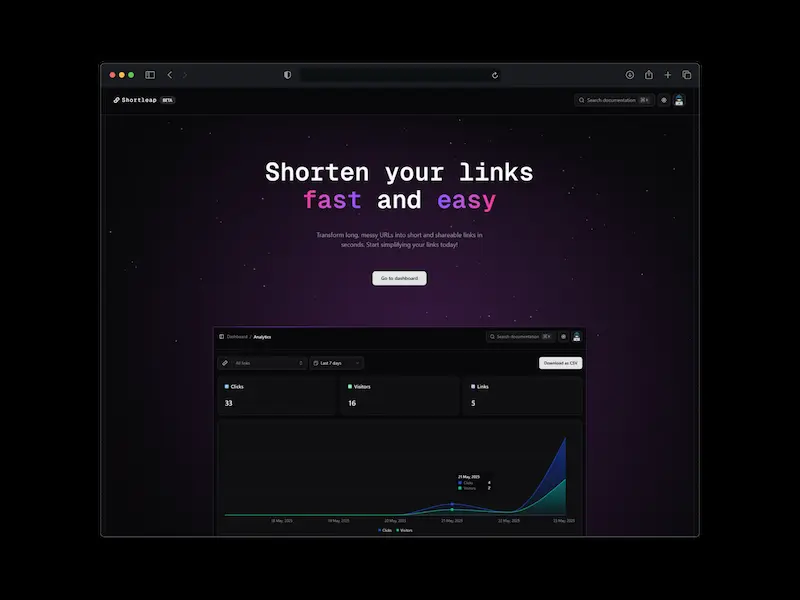 Shortleap BETA
Search documentation ⌘K
Shorten your links
fast and easy
Transform long, messy URLs into short and shareable links in
seconds. Start simplifying your links today!
Go to dashboard
Dashboard / Analytics
Search documentation ⌘K
All links
Last 7 days
Download as CSV
Clicks
Visitors
Links
33
16
5
21 May, 2025
Clicks 4
Visitors 2
18 May, 2025
19 May, 2025
20 May, 2025
21 May, 2025
22 May, 2025
23 May, 2025
Clicks Visitors